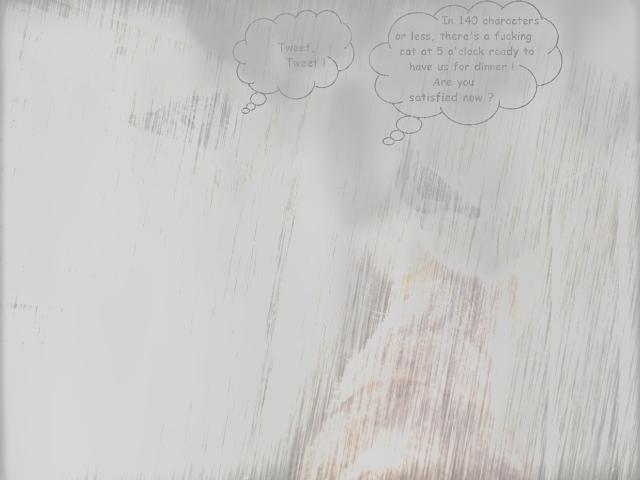 Tweet,
Tweet !
In 140 characters
or less, there's a fucking
cat at 5 o'clock ready to
have us for dinner !
Are you
satisfied now ?